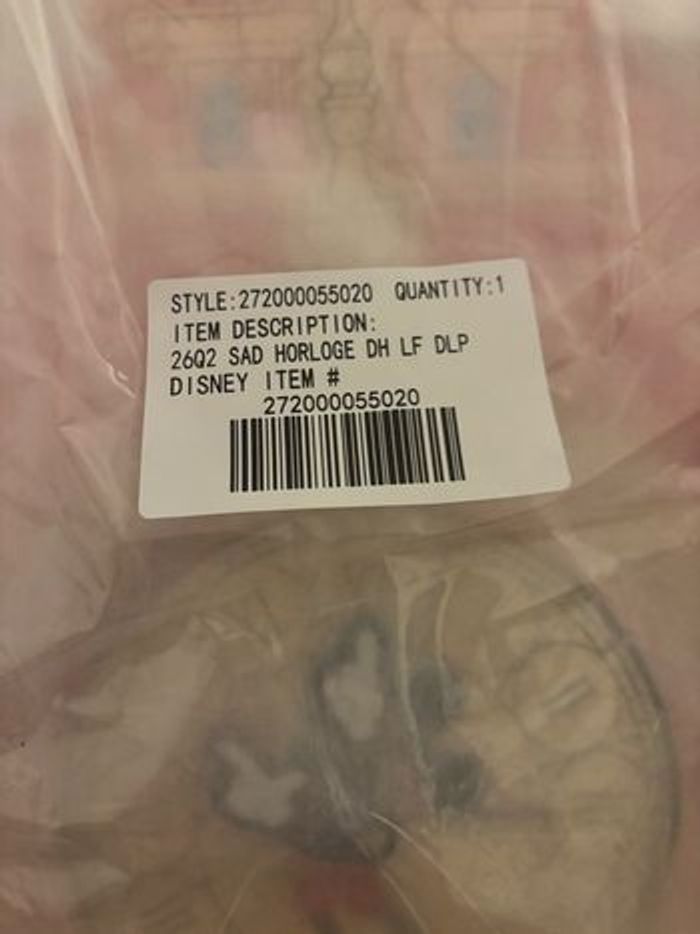 STYLE:272000055020 QUANTITY:1
ITEM DESCRIPTION:
26Q2 SAD HORLOGE DH LF DLP
DISNEY ITEM #
272000055020